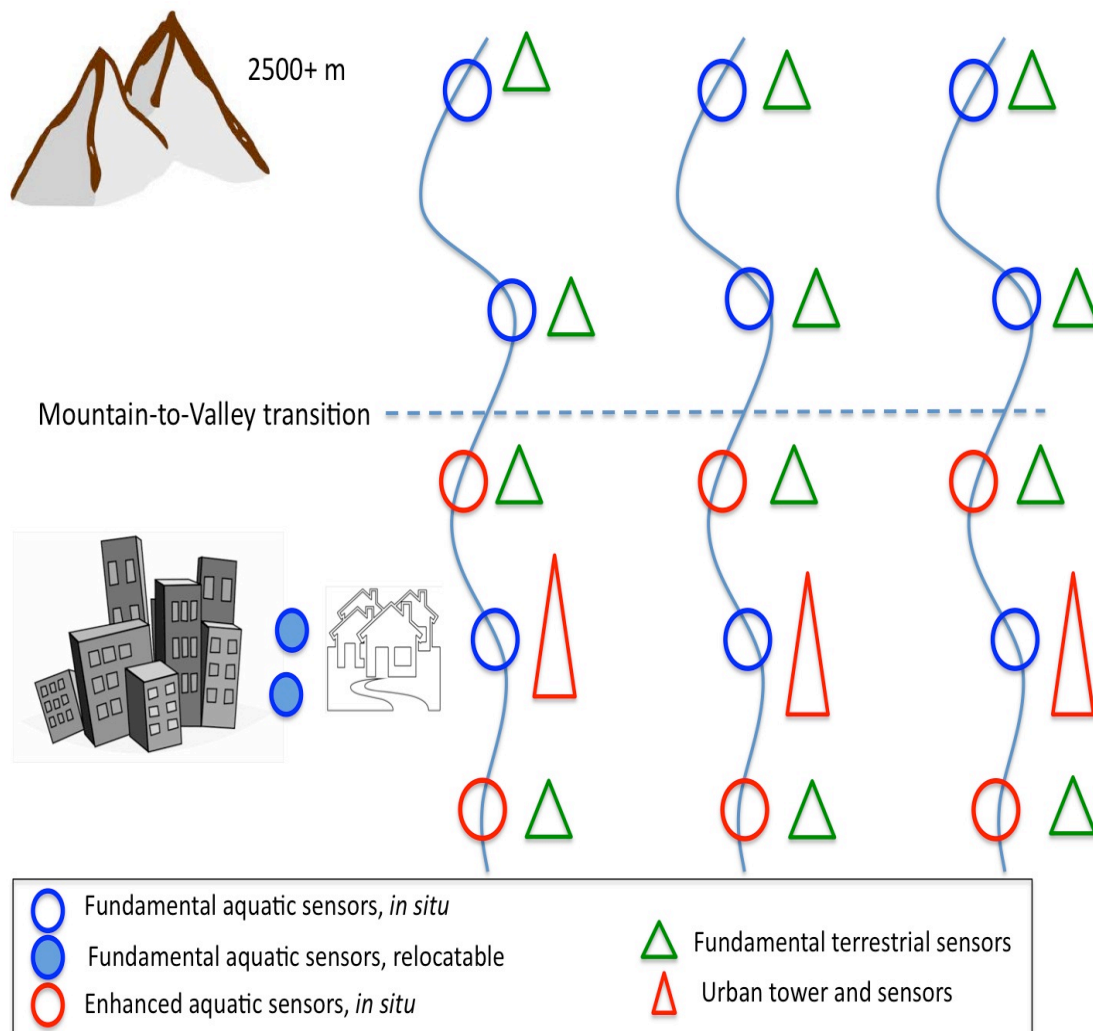 2500+ m
Mountain-to-Valley transition
Fundamental aquatic sensors, in situ
Fundamental aquatic sensors, relocatable
Enhanced aquatic sensors, in situ
Fundamental terrestrial sensors
Urban tower and sensors